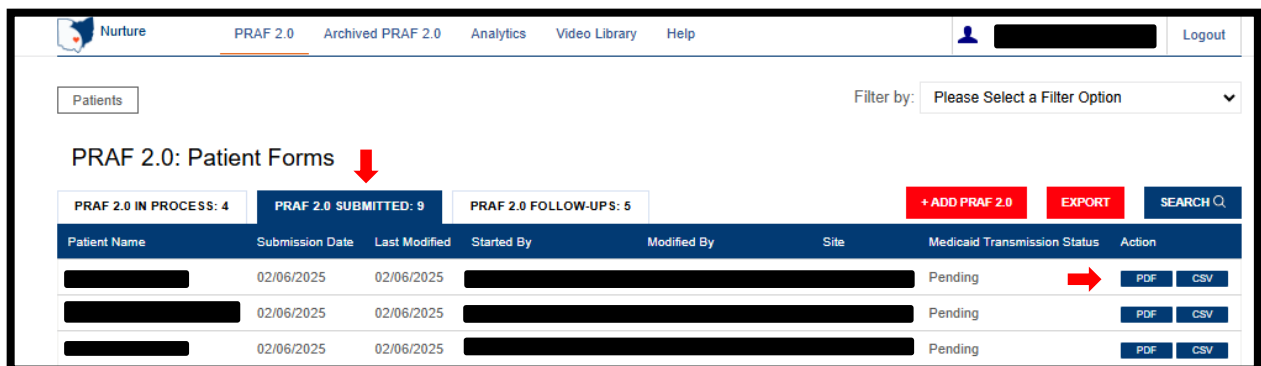 Nurture PRAF 2.0 Archived PRAF 2.0 Analytics Video Library Help Logout
Patients Filter by: Please Select a Filter Option
PRAF 2.0: Patient Forms
PRAF 2.0 IN PROCESS: 4 PRAF 2.0 SUBMITTED: 9 PRAF 2.0 FOLLOW-UPS: 5 + ADD PRAF 2.0 EXPORT SEARCH
Patient Name Submission Date Last Modified Started By Modified By Site Medicaid Transmission Status Action
02/06/2025 02/06/2025 Pending PDF CSV
02/06/2025 02/06/2025 Pending PDF CSV
02/06/2025 02/06/2025 Pending PDF CSV